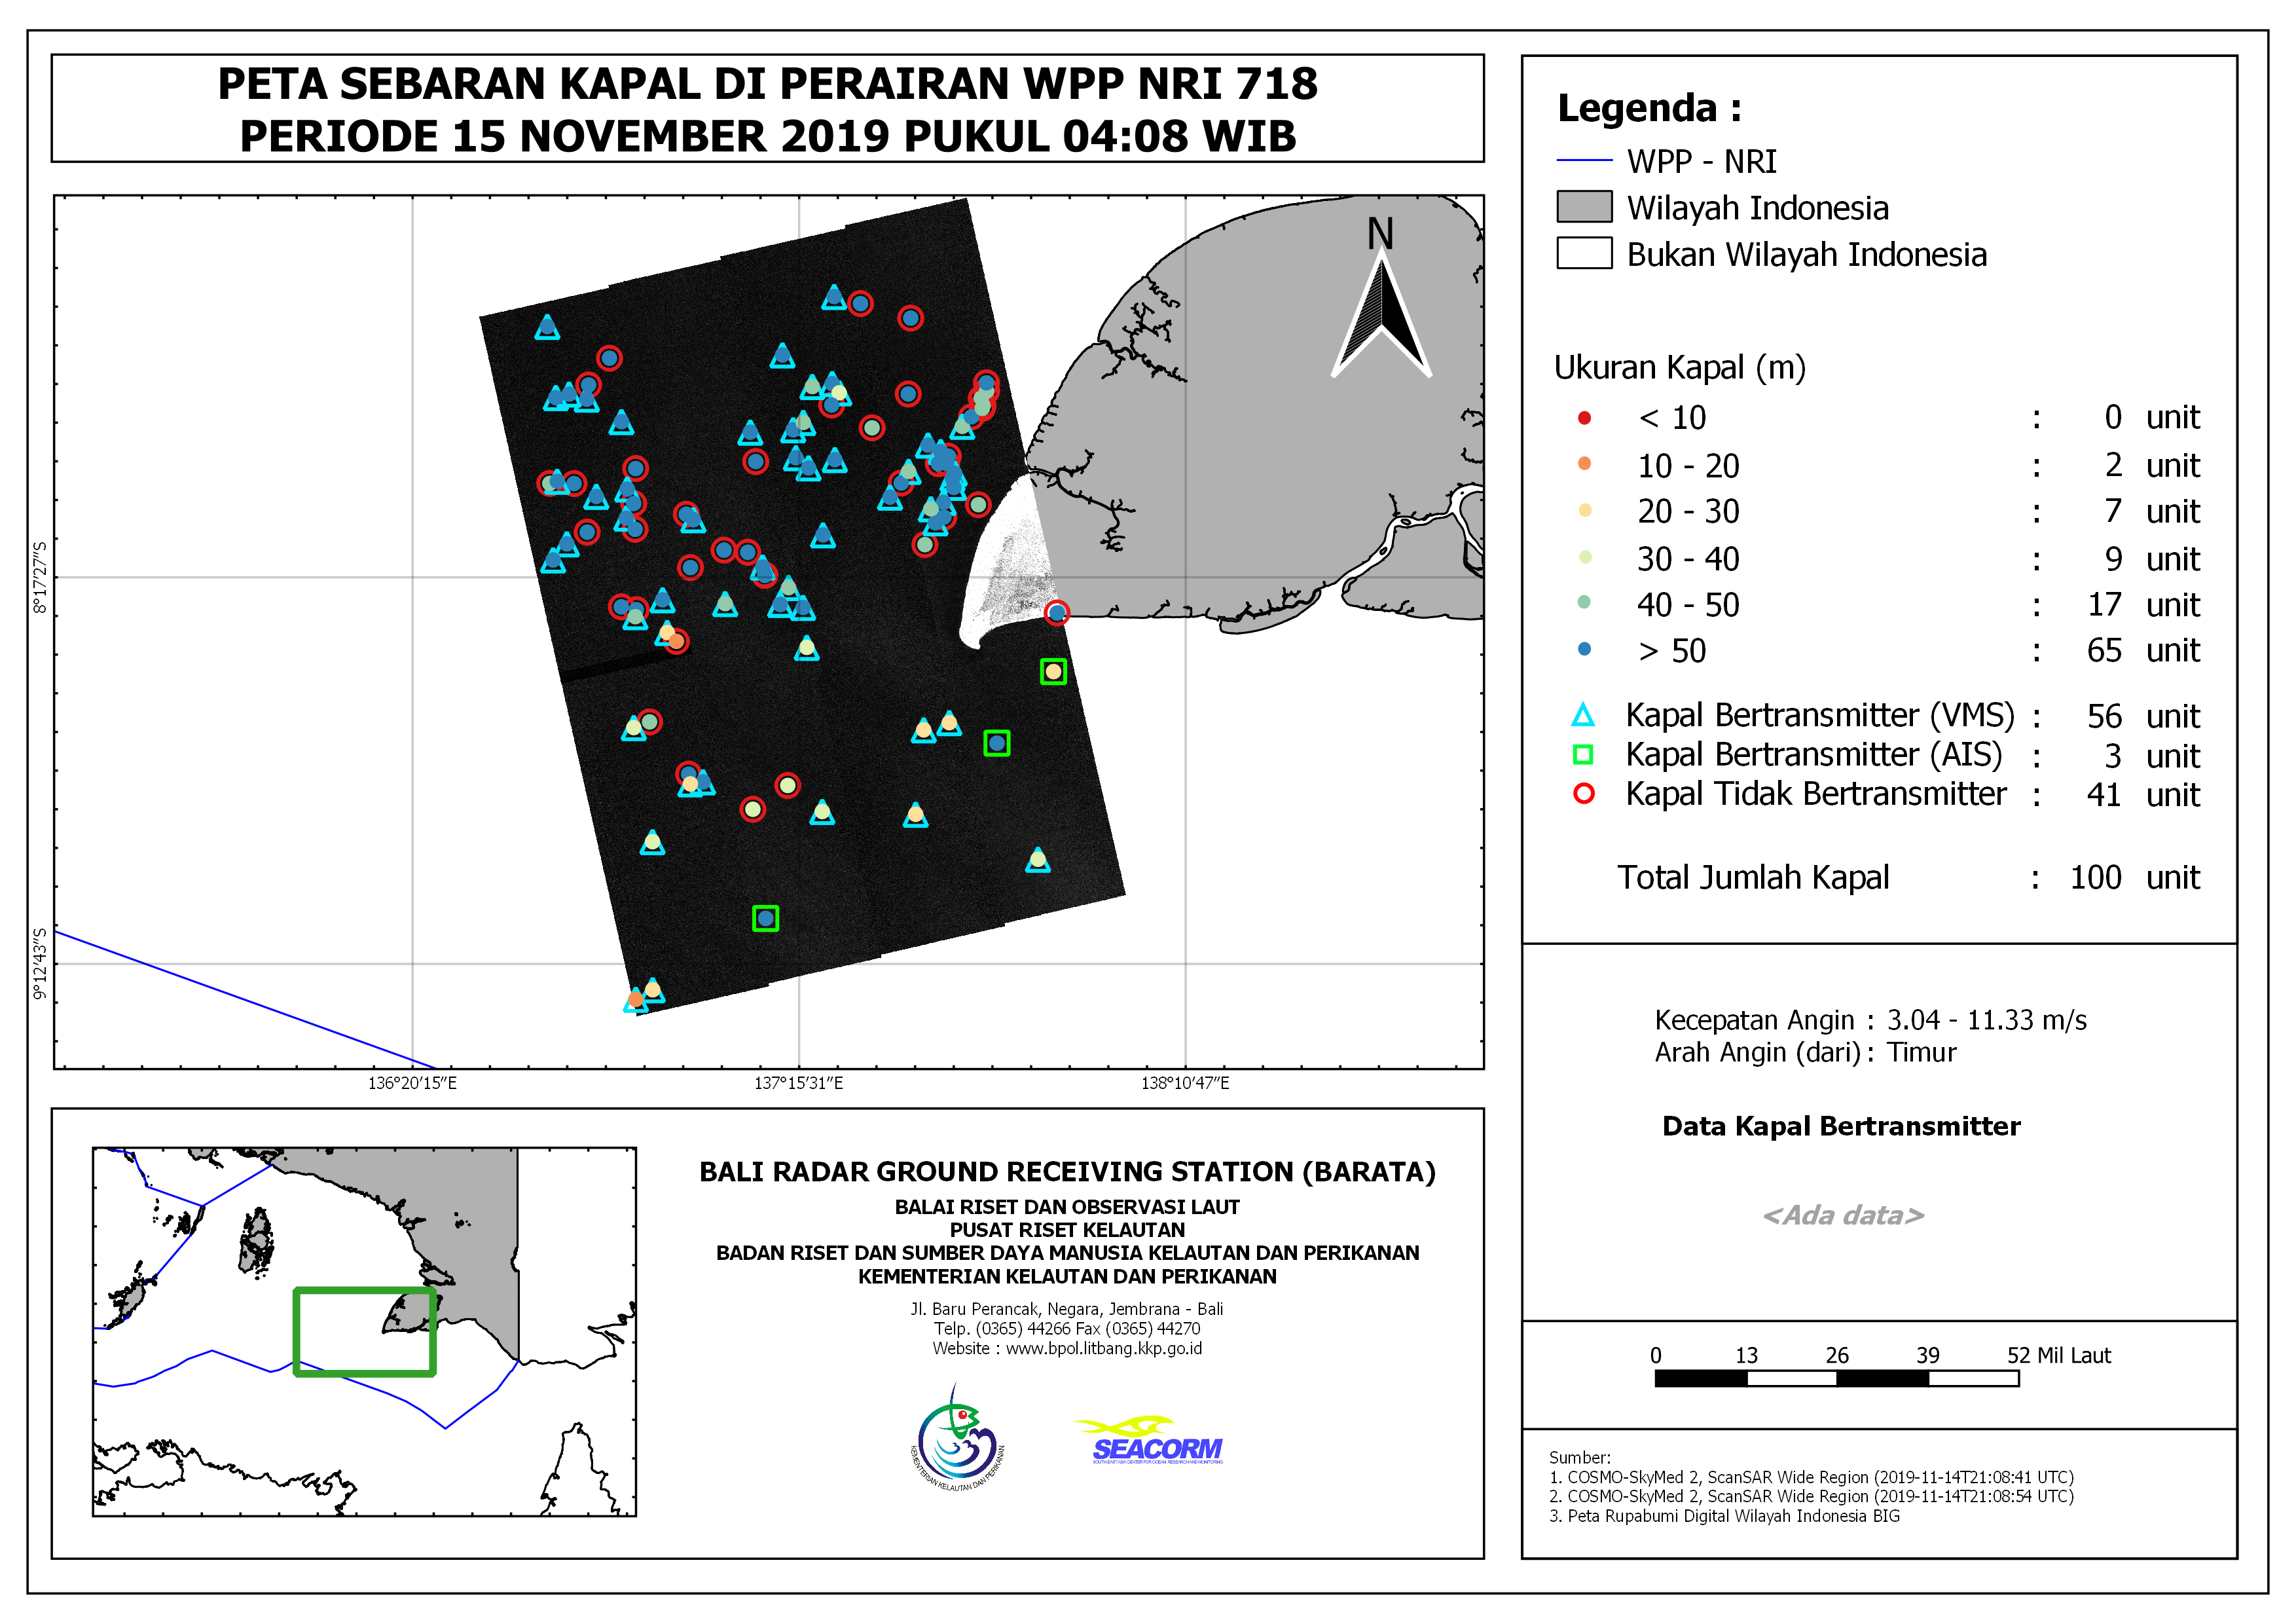 PETA SEBARAN KAPAL DI PERAIRAN WPP NRI 718
PERIODE 15 NOVEMBER 2019 PUKUL 04:08 WIB
N
8°17'27"S
9°12'43"S
136°20'15"E
137°15'31"E
138°10'47"E
Legenda :
WPP - NRI
Wilayah Indonesia
Bukan Wilayah Indonesia
Ukuran Kapal (m)
< 10 : 0 unit
10 - 20 : 2 unit
20 - 30 : 7 unit
30 - 40 : 9 unit
40 - 50 : 17 unit
> 50 : 65 unit
Kapal Bertransmitter (VMS) : 56 unit
Kapal Bertransmitter (AIS) : 3 unit
Kapal Tidak Bertransmitter : 41 unit
Total Jumlah Kapal : 100 unit
Kecepatan Angin : 3.04 - 11.33 m/s
Arah Angin (dari) : Timur
Data Kapal Bertransmitter
<Ada data>
0 13 26 39 52 Mil Laut
Sumber:
1. COSMO-SkyMed 2, ScanSAR Wide Region (2019-11-14T21:08:41 UTC)
2. COSMO-SkyMed 2, ScanSAR Wide Region (2019-11-14T21:08:54 UTC)
3. Peta Rupabumi Digital Wilayah Indonesia BIG
BALI RADAR GROUND RECEIVING STATION (BARATA)
BALAI RISET DAN OBSERVASI LAUT
PUSAT RISET KELAUTAN
BADAN RISET DAN SUMBER DAYA MANUSIA KELAUTAN DAN PERIKANAN
KEMENTERIAN KELAUTAN DAN PERIKANAN
Jl. Baru Perancak, Negara, Jembrana - Bali
Telp. (0365) 44266 Fax (0365) 44270
Website : www.bpol.litbang.kkp.go.id
KEMENTERIAN KELAUTAN DAN PERIKANAN
SEACORM
SOUTH EAST ASIA CENTER FOR OCEAN RESEARCH AND MONITORING